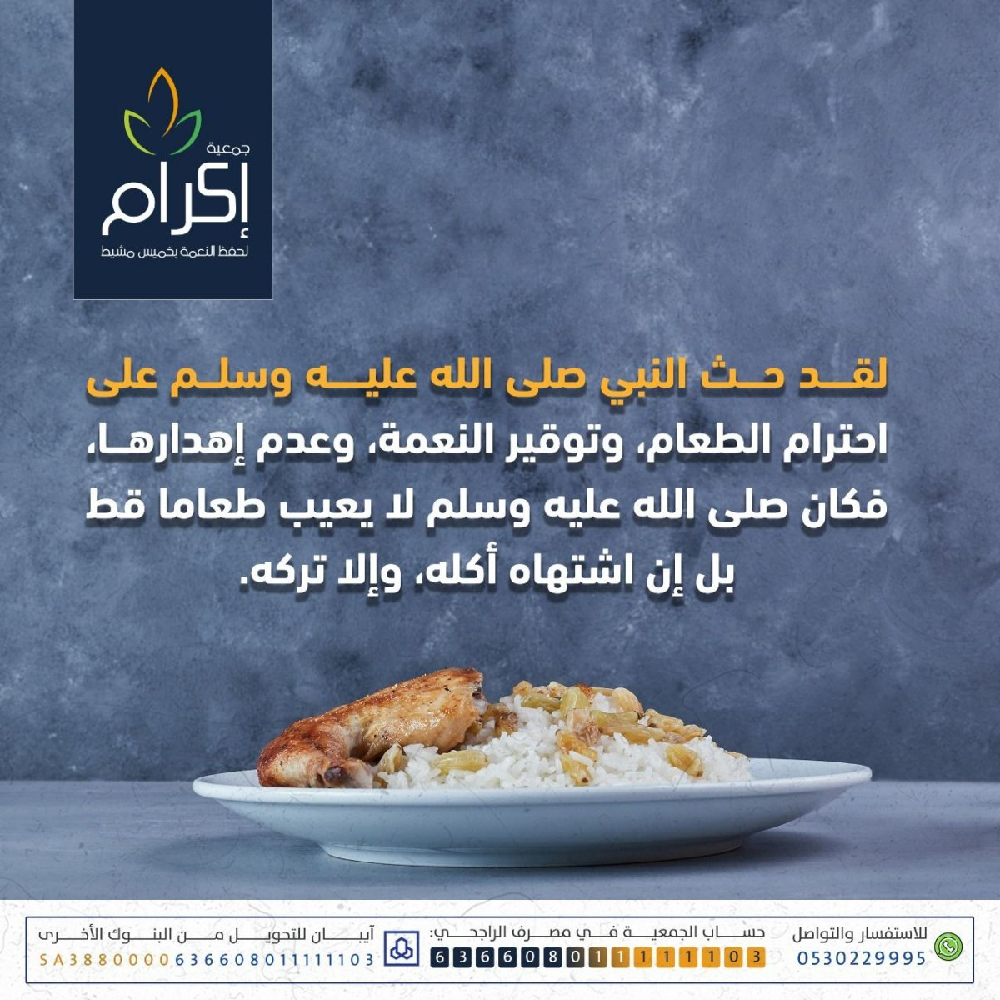 جمعية
إكرام
لحفظ النعمة بخميس مشيط
لقد حث النبي صلى الله عليه وسلم على
احترام الطعام، وتوقير النعمة، وعدم إهدارها،
فكان صلى الله عليه وسلم لا يعيب طعاما قط
بل إن اشتهاه أكله، وإلا تركه.
للاستفسار والتواصل
0530229995
حساب الجمعية في مصرف الراجحي:
636608011111103
آيبان للتحويل من البنوك الأخرى
SA3880000636608011111103